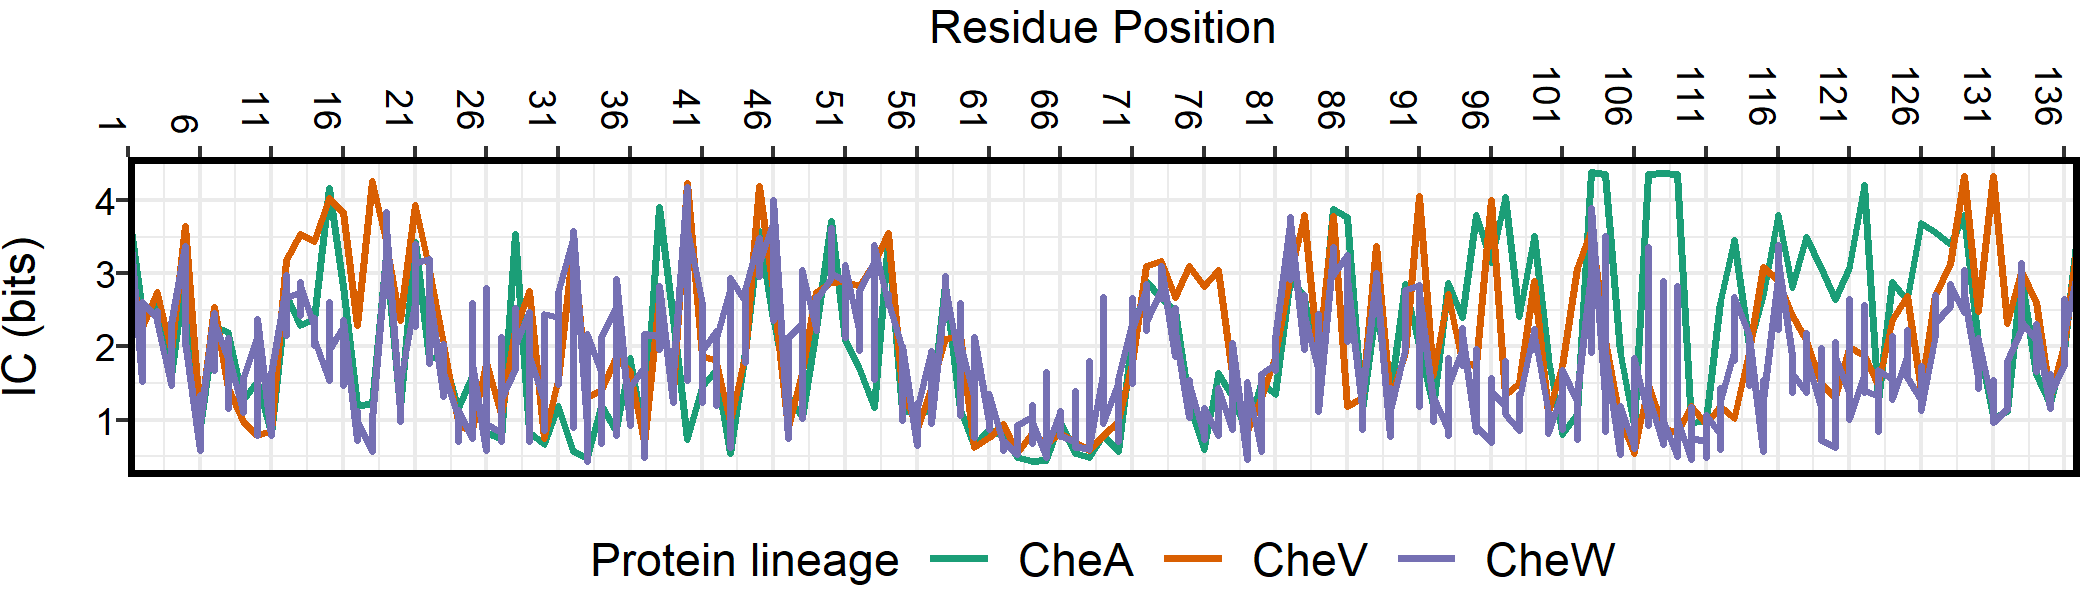 Residue Position
1 6 11 16 21 26 31 36 41 46 51 56 61 66 71 76 81 86 91 96 101 106 111 116 121 126 131 136
IC (bits)
4
3
2
1
Protein lineage CheA CheV CheW